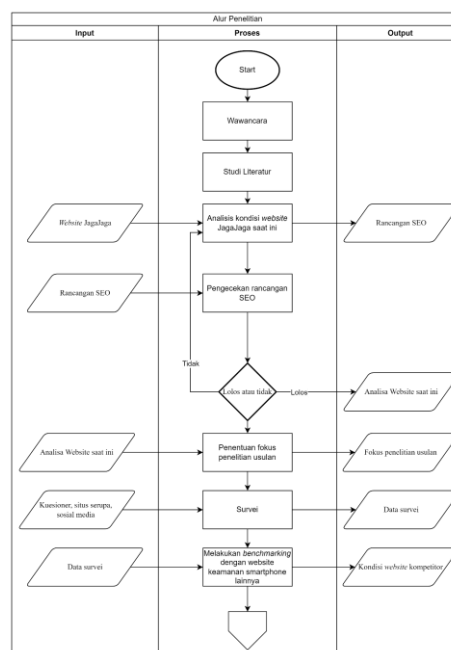 Alur Penelitian
Input
Proses
Output
Start
Wawancara
Studi Literatur
Website JagaJaga
Analisis kondisi website
JagaJaga saat ini
Rancangan SEO
Rancangan SEO
Pengecekan rancangan
SEO
Tidak
Lolos atau tidak
Lolos
Analisa Website saat ini
Analisa Website saat ini
Penentuan fokus
penelitian usulan
Fokus penelitian usulan
Kuesioner, situs serupa,
sosial media
Survei
Data survei
Data survei
Melakukan benchmarking
dengan website
keamanan smartphone
lainnya
Kondisi website kompetitor